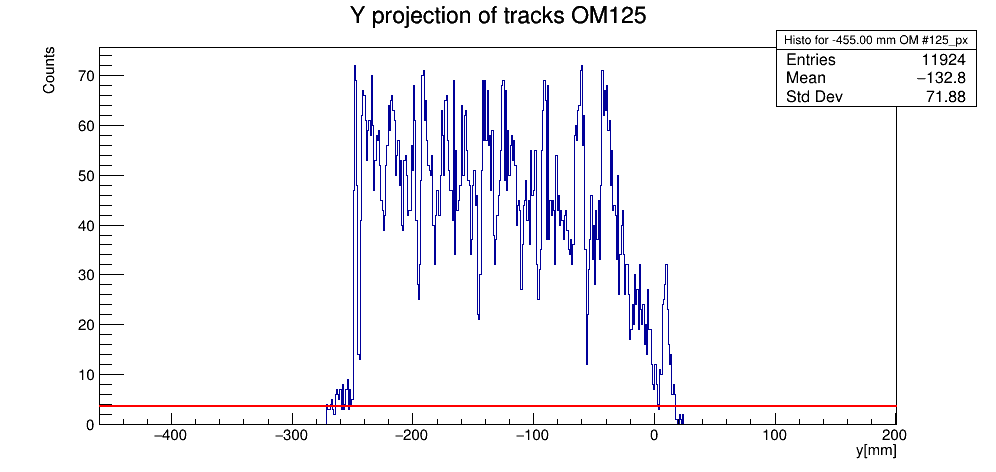 Y projection of tracks OM125
Histo for -455.00 mm OM #125_px
Entries 11924
Mean −132.8
Std Dev 71.88
Counts
70
60
50
40
30
20
10
0
−400 −300 −200 −100 0 100 200
y[mm]